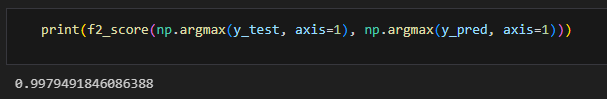 print(f2_score(np.argmax(y_test, axis=1), np.argmax(y_pred, axis=1)))
0.9979491846086388